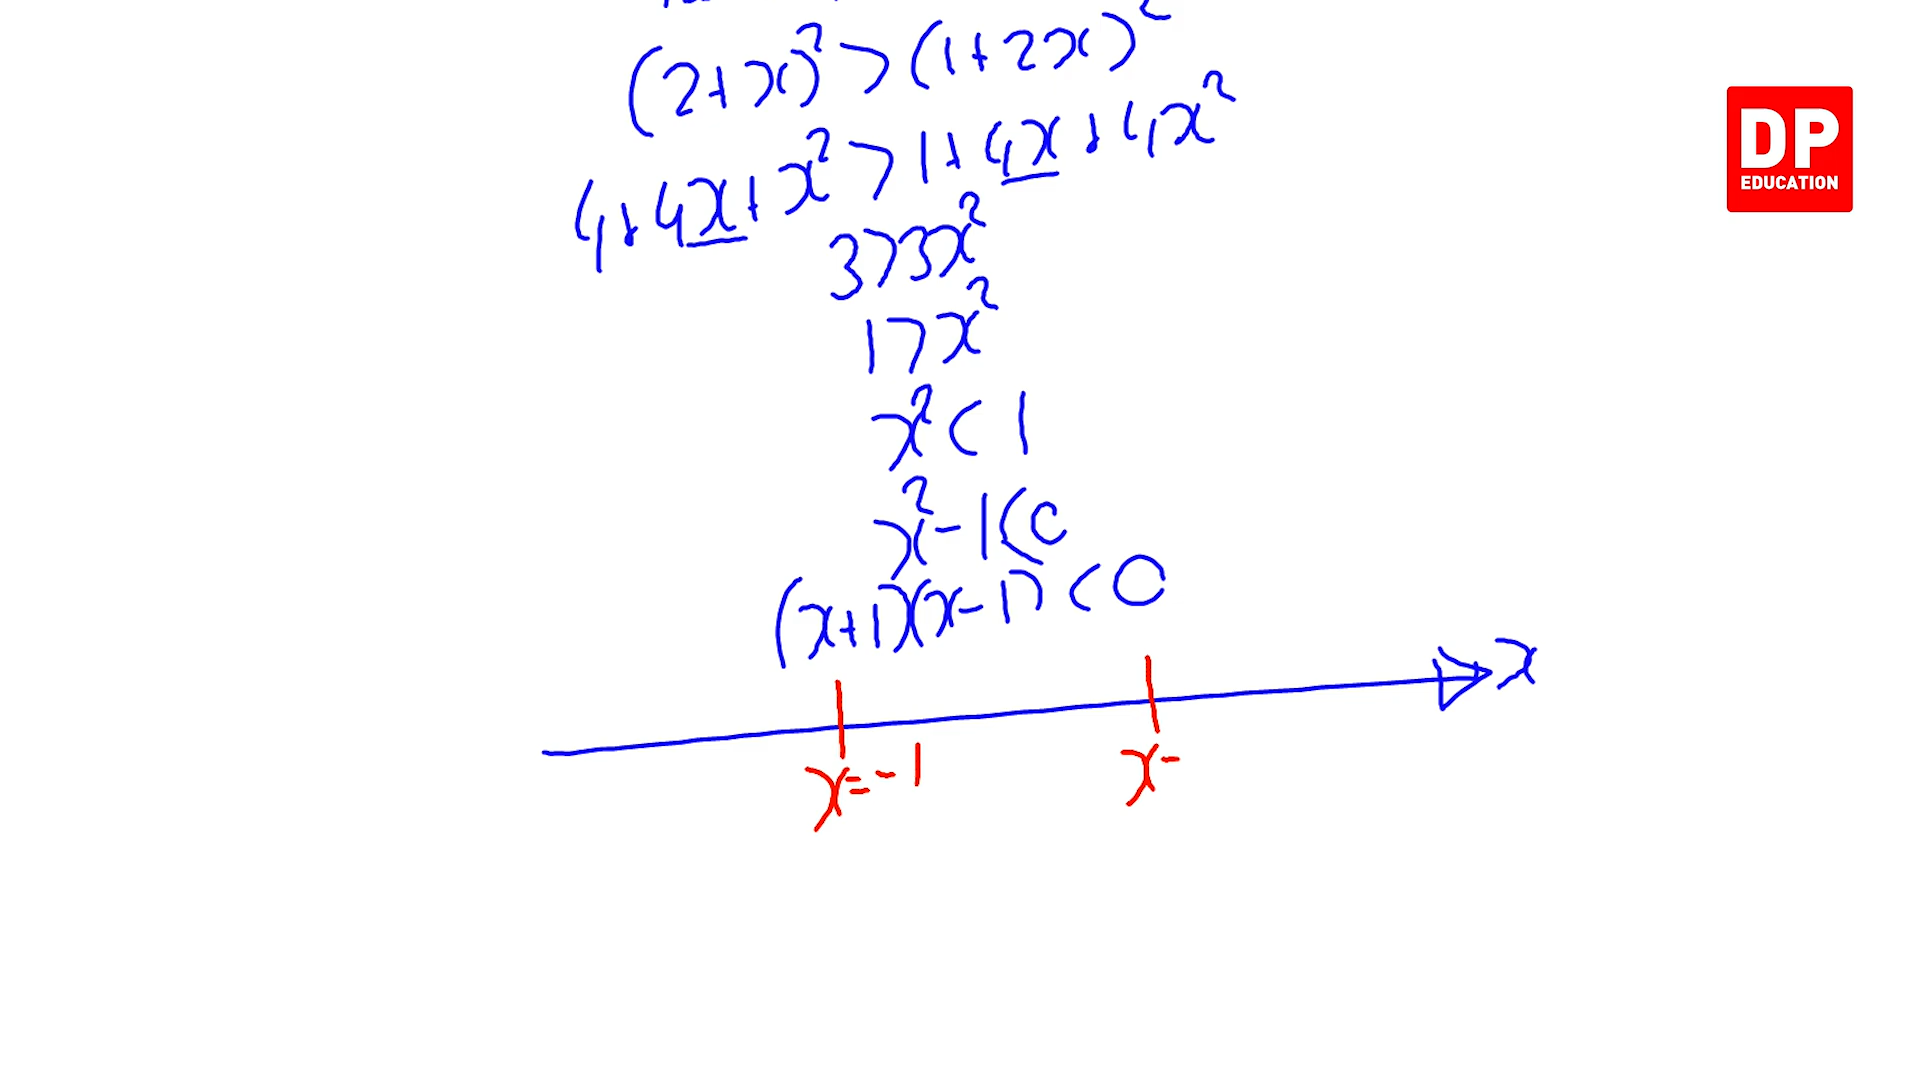 (2+x)² > (1+2x)²
4+4x+x² > 1+4x+4x²
3>3x²
1>x²
x² < 1
x²-1<0
(x+1)(x-1) < 0
x
x=-1
x-
DP
EDUCATION